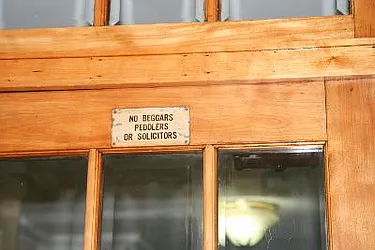 NO BEGGARS
PEDDLERS
OR SOLICITORS